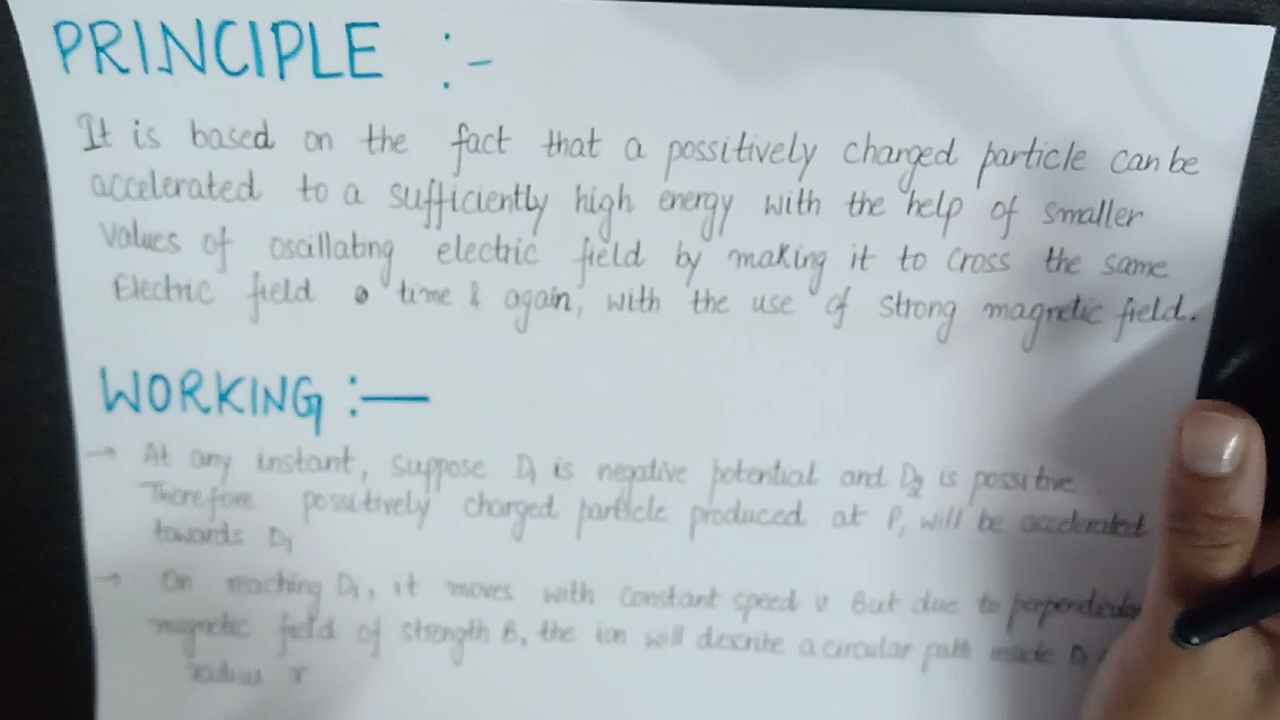 PRINCIPLE :-
It is based on the fact that a possitively charged particle can be
accelerated to a sufficiently high energy with the help of smaller
values of oscillating electric field by making it to cross the same
Electric field time & again, with the use of strong magnetic field.
WORKING :—
→ At any instant, suppose D1 is negative potential and D2 is possitive.
Therefore possitively charged particle produced at P, will be accelerated
towards D1
→ On reaching D1, it moves with constant speed v But due to perpendicular
magnetic field of strength B, the ion will describe a circular path inside D1
radius r